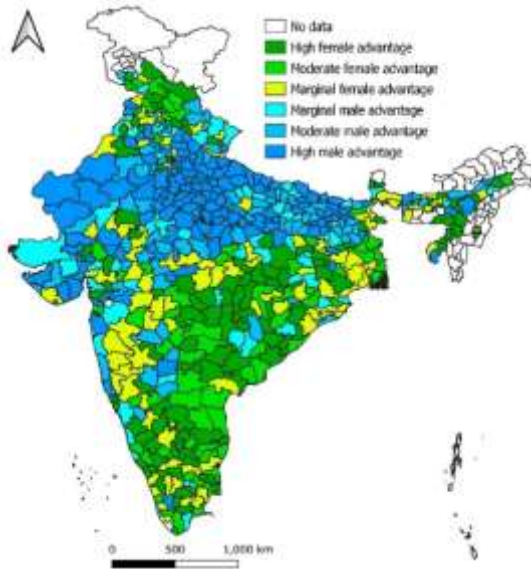 No data
High female advantage
Moderate female advantage
Marginal female advantage
Marginal male advantage
Moderate male advantage
High male advantage
0 500 1,000 km